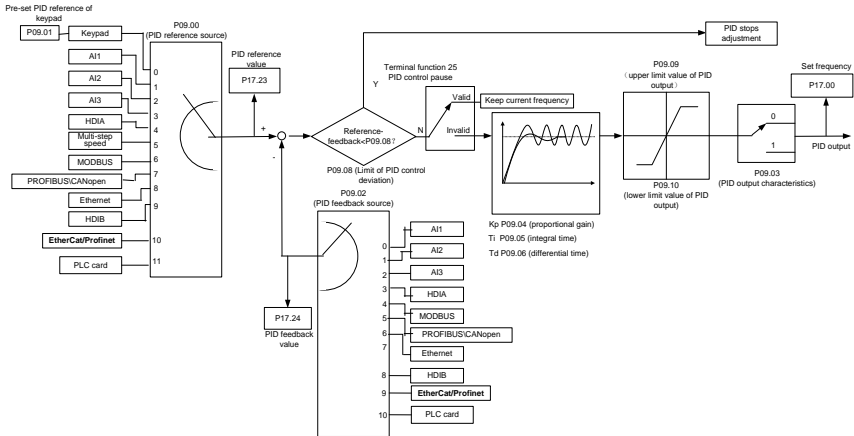 Pre-set PID reference of
keypad
P09.01
Keypad
AI1
AI2
AI3
HDIA
Multi-step
speed
MODBUS
PROFIBUS\CANopen
Ethernet
HDIB
EtherCat/Profinet
PLC card
P09.00
(PID reference source)
0
1
2
3
4
5
6
7
8
9
10
11
PID reference
value
P17.23
+
-
P17.24
PID feedback
value
Y
Reference-
feedback<P09.08?
N
P09.08 (Limit of PID control
deviation)
Terminal function 25
PID control pause
Valid
Invalid
Keep current frequency
PID stops
adjustment
P09.02
(PID feedback source)
0
1
2
3
4
5
6
7
8
9
10
AI1
AI2
AI3
HDIA
MODBUS
PROFIBUS\CANopen
Ethernet
HDIB
EtherCat/Profinet
PLC card
Kp P09.04 (proportional gain)
Ti P09.05 (integral time)
Td P09.06 (differential time)
P09.09
（upper limit value of PID
output）
P09.10
(lower limit value of PID
output)
0
1
P09.03
(PID output characteristics)
Set frequency
P17.00
PID output